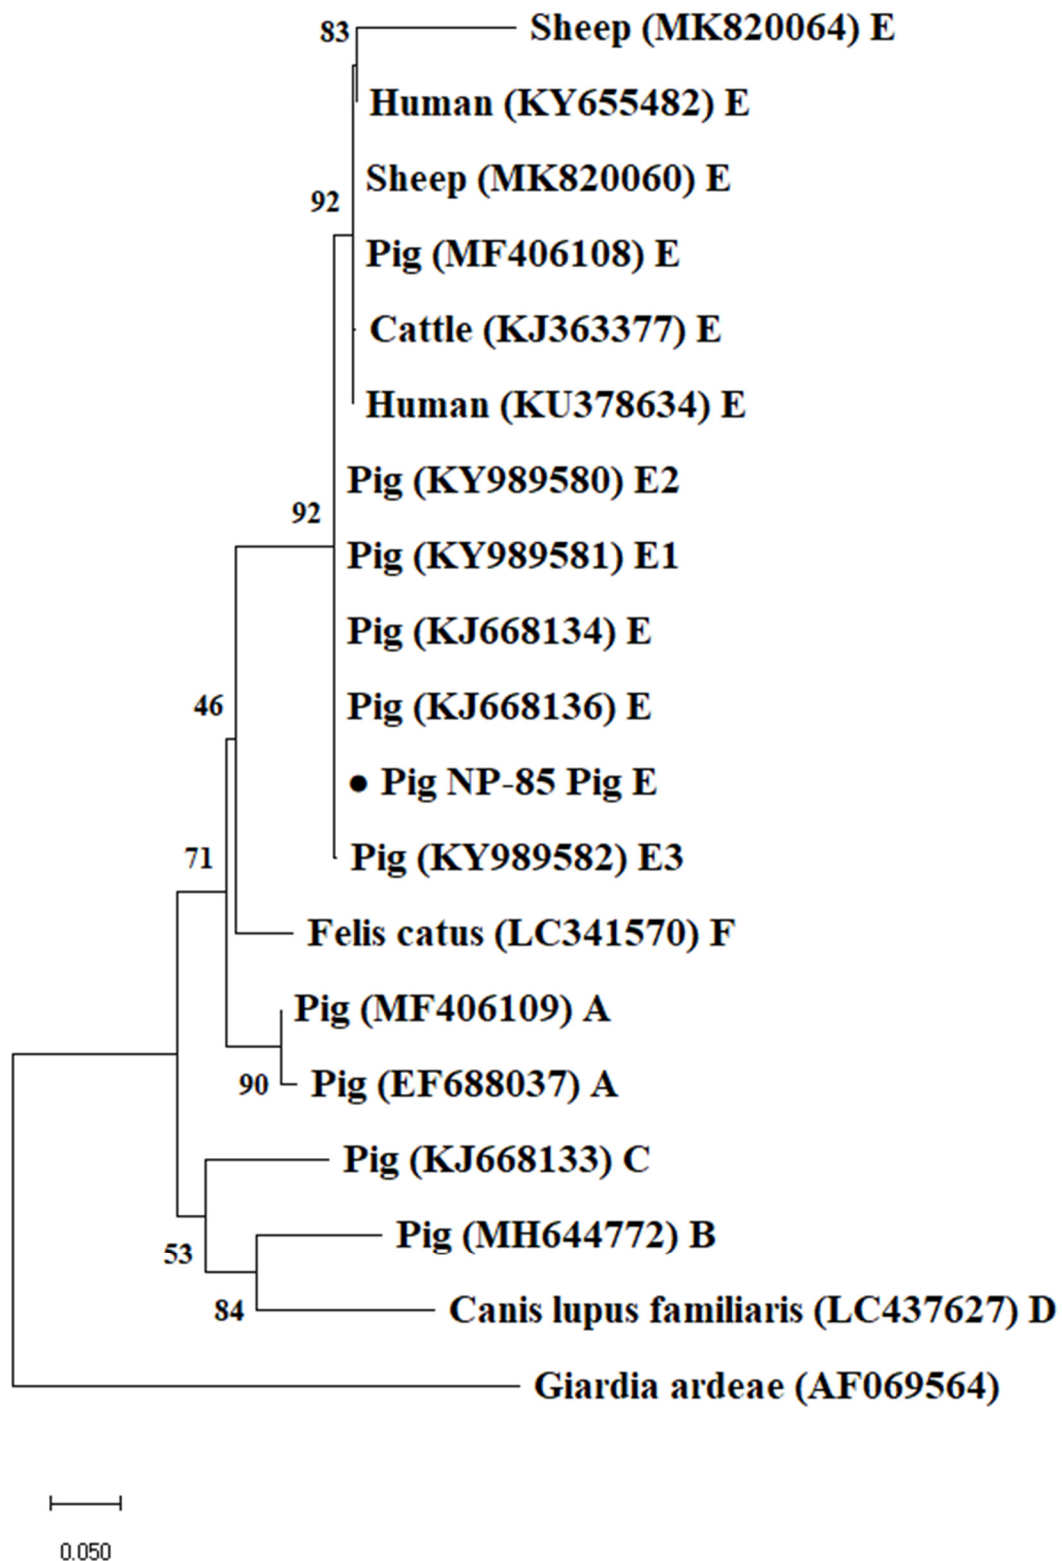 83
Sheep (MK820064) E
Human (KY655482) E
Sheep (MK820060) E
92
Pig (MF406108) E
Cattle (KJ363377) E
Human (KU378634) E
Pig (KY989580) E2
92
Pig (KY989581) E1
Pig (KJ668134) E
46
Pig (KJ668136) E
● Pig NP-85 Pig E
71
Pig (KY989582) E3
Felis catus (LC341570) F
Pig (MF406109) A
90
Pig (EF688037) A
Pig (KJ668133) C
Pig (MH644772) B
53
84
Canis lupus familiaris (LC437627) D
Giardia ardeae (AF069564)
0.050